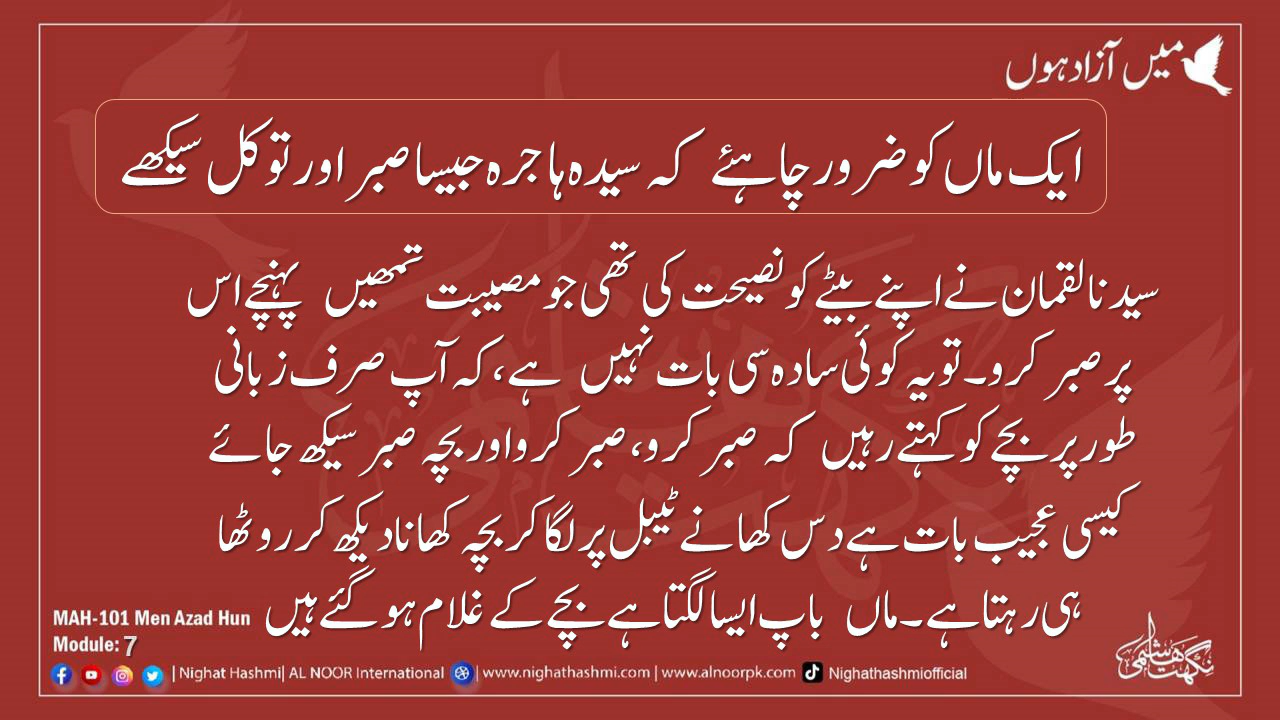 میں آزاد ہوں
ایک ماں کو ضرور چاہئے کہ سیدہ ہاجرہ جیسا صبر اور توکل سیکھے
سیدنا لقمان نے اپنے بیٹے کو نصیحت کی تھی جو مصیبت تمھیں پہنچے اس
پر صبر کرو۔ تو یہ کوئی سادہ سی بات نہیں ہے، کہ آپ صرف زبانی
طور پر بچے کو کہتے رہیں کہ صبر کرو، صبر کرو اور بچہ صبر سیکھ جائے
کیسی عجیب بات ہے دس کھانے ٹیبل پر لگا کر بچہ کھانا دیکھ کر روٹھا
ہی رہتا ہے۔ ماں باپ ایسا لگتا ہے بچے کے غلام ہو گئے ہیں
MAH-101 Men Azad Hun
Module: 7
| Nighat Hashmi| AL NOOR International | www.nighathashmi.com | www.alnoorpk.com Nighathashmiofficial
نگہت ہاشمی